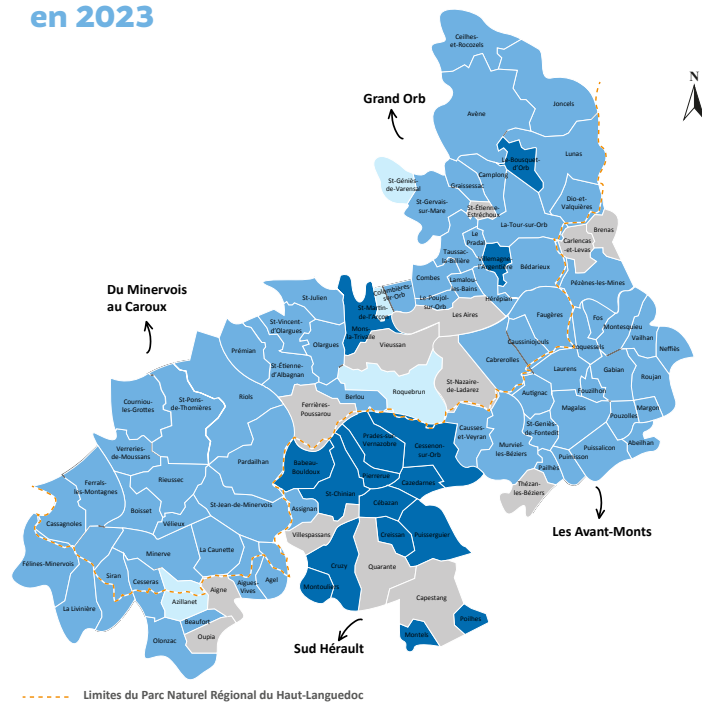 en 2023
Ceilhes-
et-Rocozels
N
Grand Orb
Joncels
Avène
Le-Bousquet-
d'Orb
Lunas
St-Géniès-
de-Varensal
Camplong
Graissessac
St-Gervais-
sur-Mare
Dio-et-
Valquières
St-Étienne-
Estréchoux
La-Tour-sur-Orb
Brenas
Carlencas-
et-Levas
Le
Pradal
Taussac-
la-Billière
Villemagne
l'Argentière
Bédarieux
Combes
Lamalou-
les-Bains
Pézènes-les-Mines
Du Minervois
au Caroux
Colombières-
sur-Orb
St-Julien
Le-Poujol-
sur-Orb
Hérépian
St-Martin-
de-l'Arçon
Les Aires
Faugères
Fos
Montesquieu
St-Vincent-
d'Olargues
Mons
la-Trivalle
Roquessels
Vailhan
Neffiès
Olargues
Vieussan
Caussiniojouls
Prémian
Cabrerolles
Laurens
Gabian
St-Étienne-
d'Albagnan
Roquebrun
St-Nazaire-
de-Ladarez
Fouzilhon
Roujan
Autignac
Magalas
Margon
Pouzolles
Riols
Berlou
Ferrières-
Poussarou
Courniou-
les-Grottes
St-Pons-
de-Thomières
Causses-
et-Veyran
St-Geniès-
de-Fontedit
Murviel-
les-Béziers
Abeilhan
Puissalicon
Puimisson
Pailhès
Prades-sur-
Vernazobre
Cessenon-
sur-Orb
Verreries-
de-Moussans
Pardailhan
Babeau-
Bouldoux
Pierrerue
Cazedarnes
Thézan-
les-Béziers
Ferrals-
les-Montagnes
Rieussec
St-Chinian
Boisset
St-Jean-de-Minervois
Cébazan
Assignan
Cassagnoles
Vélieux
Villespassans
Creissan
Puisserguier
Les Avant-Monts
Minerve
La Caunette
Félines-Minervois
Cruzy
Quarante
Siran
Cesseras
Aigues-
Vives
Agel
Aigne
Montouliers
Azillanet
Capestang
La Livinière
Beaufort
Poilhes
Olonzac
Oupia
Montels
Sud Hérault
Limites du Parc Naturel Régional du Haut-Languedoc